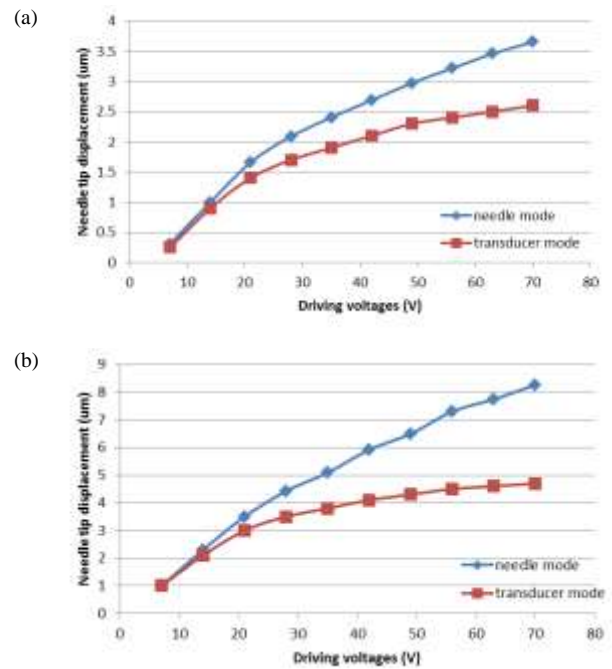 (a)
4
3.5
3
2.5
2
1.5
1
0.5
0
Needle tip displacement (um)
needle mode
transducer mode
0 10 20 30 40 50 60 70 80
Driving voltages (V)
(b)
9
8
7
6
5
4
3
2
1
0
Needle tip displacement (um)
needle mode
transducer mode
0 10 20 30 40 50 60 70 80
Driving voltages (V)